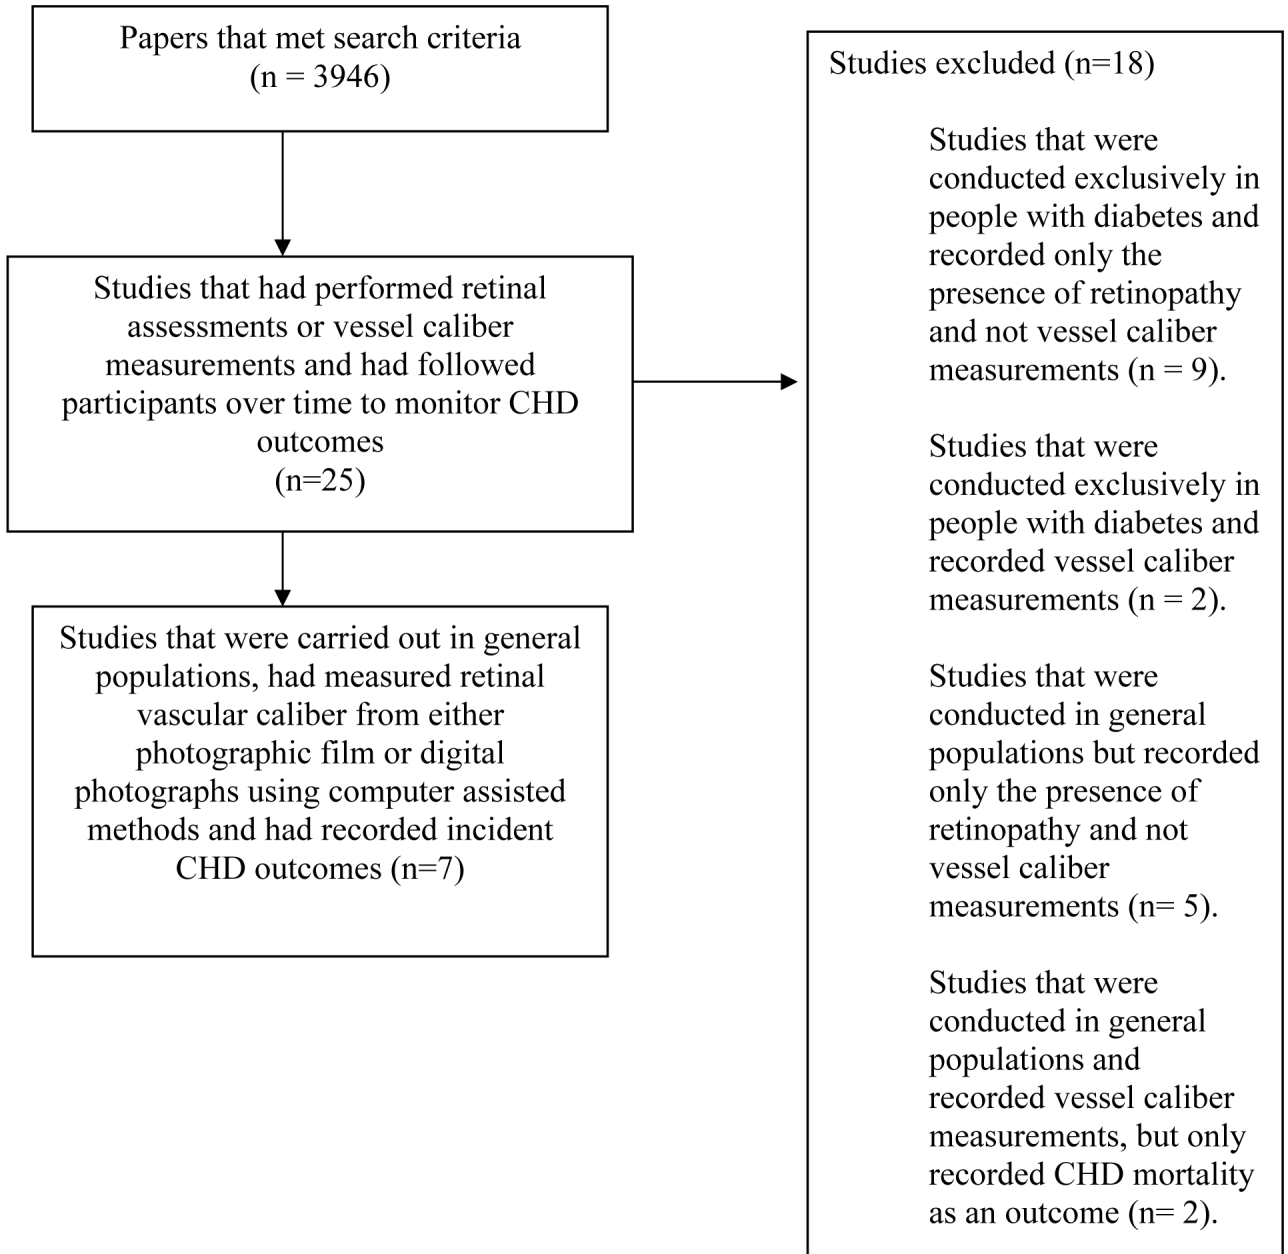 Papers that met search criteria
(n = 3946)
Studies that had performed retinal
assessments or vessel caliber
measurements and had followed
participants over time to monitor CHD
outcomes
(n=25)
Studies that were carried out in general
populations, had measured retinal
vascular caliber from either
photographic film or digital
photographs using computer assisted
methods and had recorded incident
CHD outcomes (n=7)
Studies excluded (n=18)
Studies that were
conducted exclusively in
people with diabetes and
recorded only the
presence of retinopathy
and not vessel caliber
measurements (n = 9).
Studies that were
conducted exclusively in
people with diabetes and
recorded vessel caliber
measurements (n = 2).
Studies that were
conducted in general
populations but recorded
only the presence of
retinopathy and not
vessel caliber
measurements (n= 5).
Studies that were
conducted in general
populations and
recorded vessel caliber
measurements, but only
recorded CHD mortality
as an outcome (n= 2).